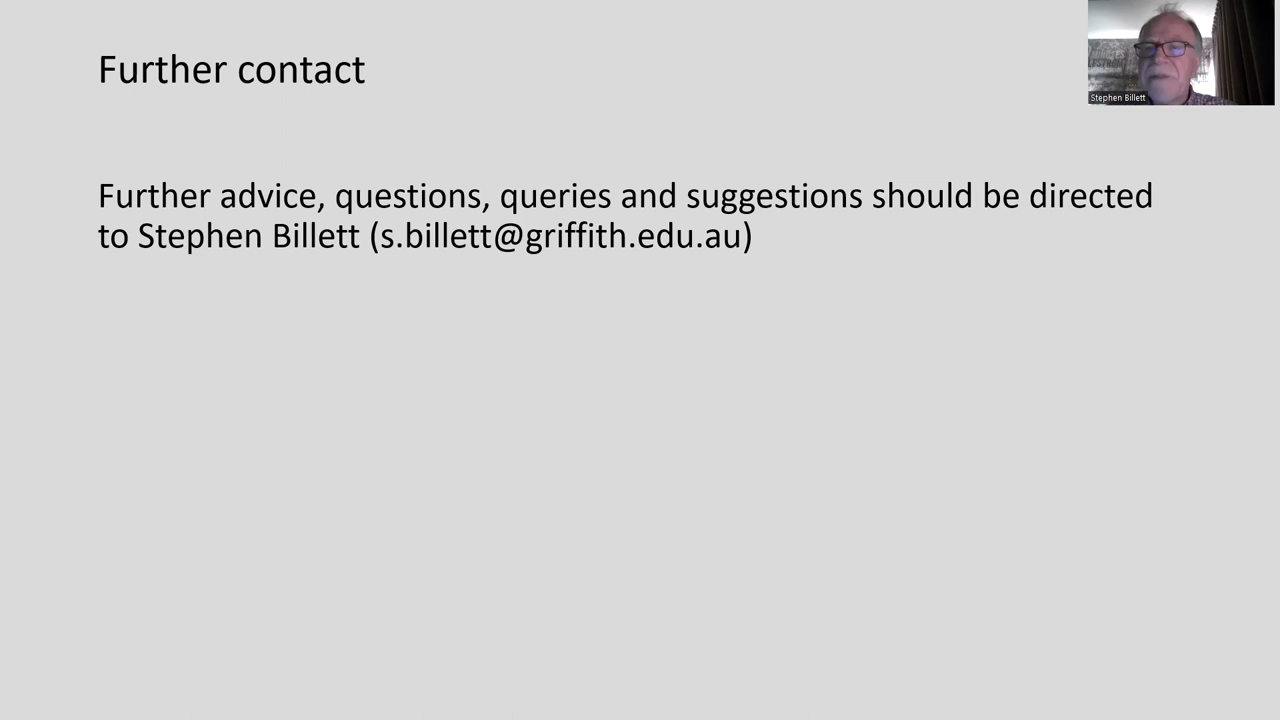 Further contact
Stephen Billett
Further advice, questions, queries and suggestions should be directed
to Stephen Billett (s.billett@griffith.edu.au)